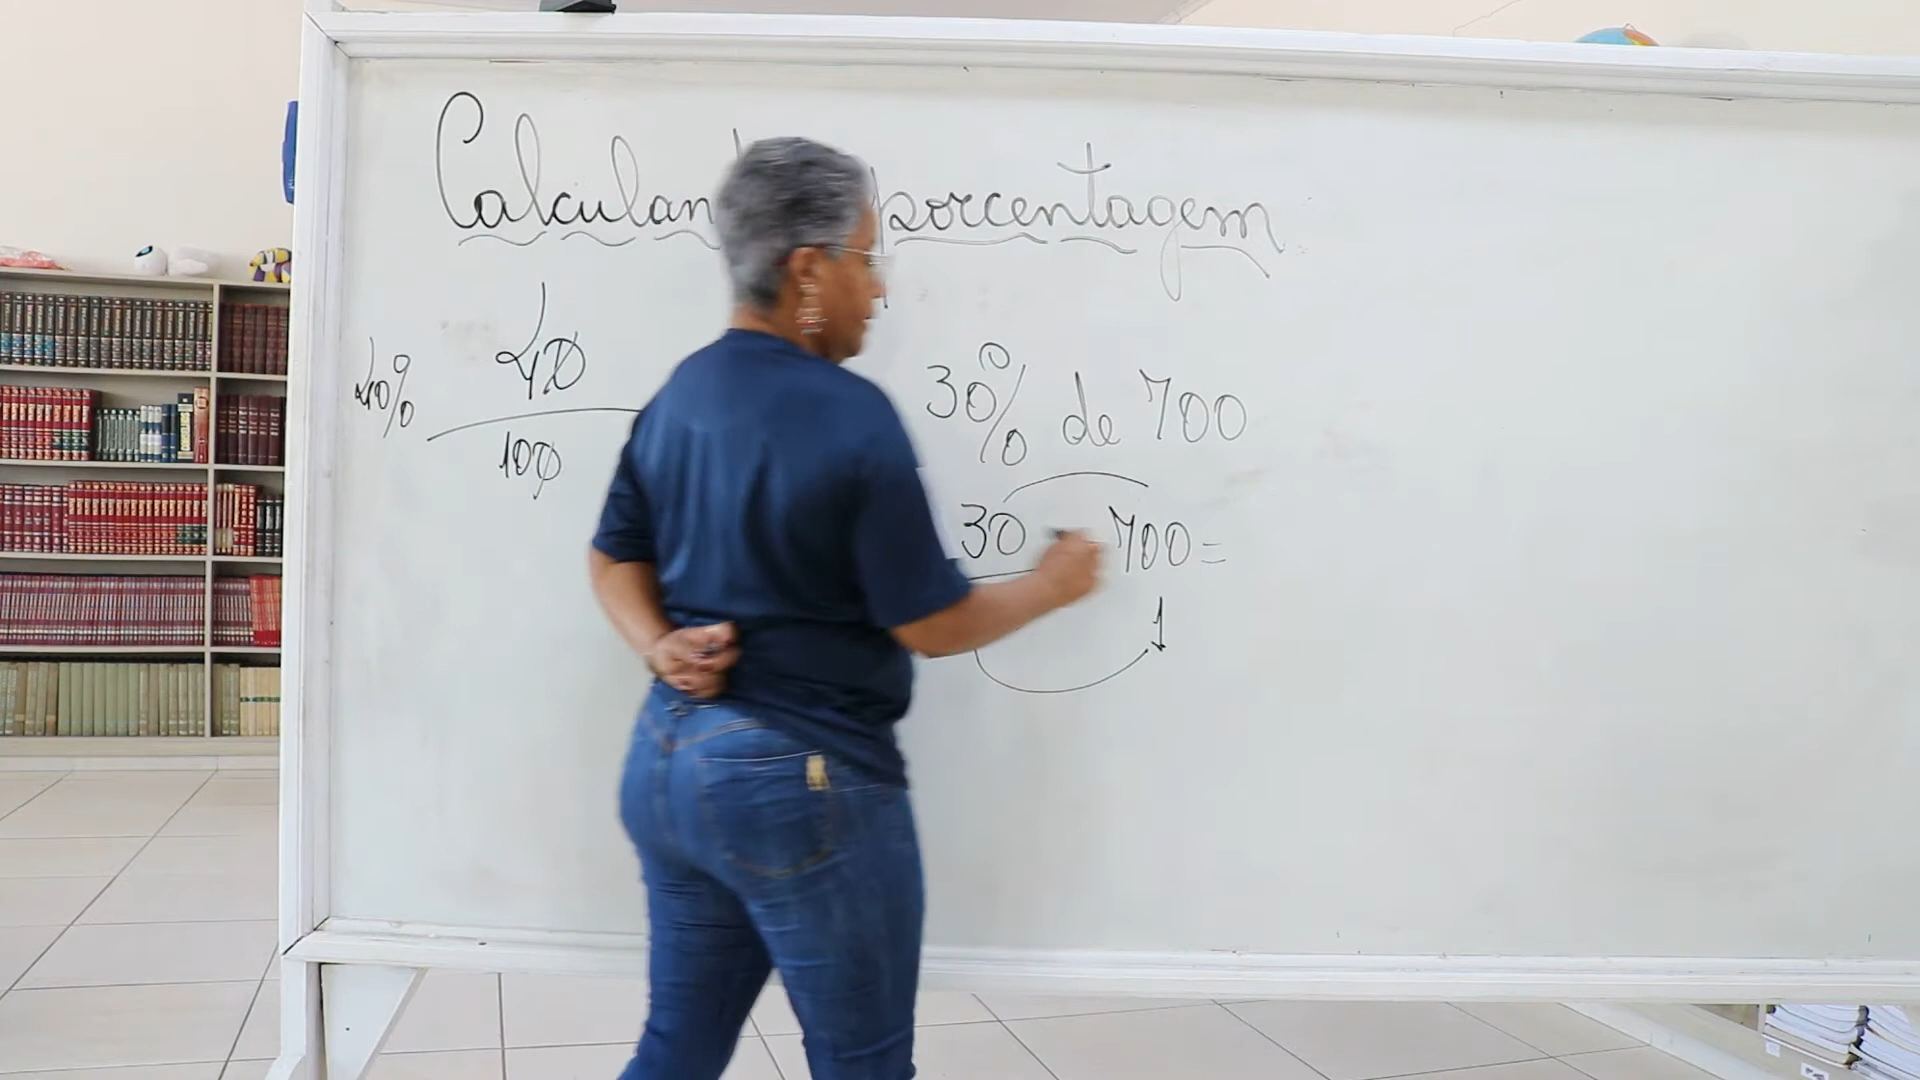 Calculan porcentagem
40%
40
100
30% de 700
30 700 =
1